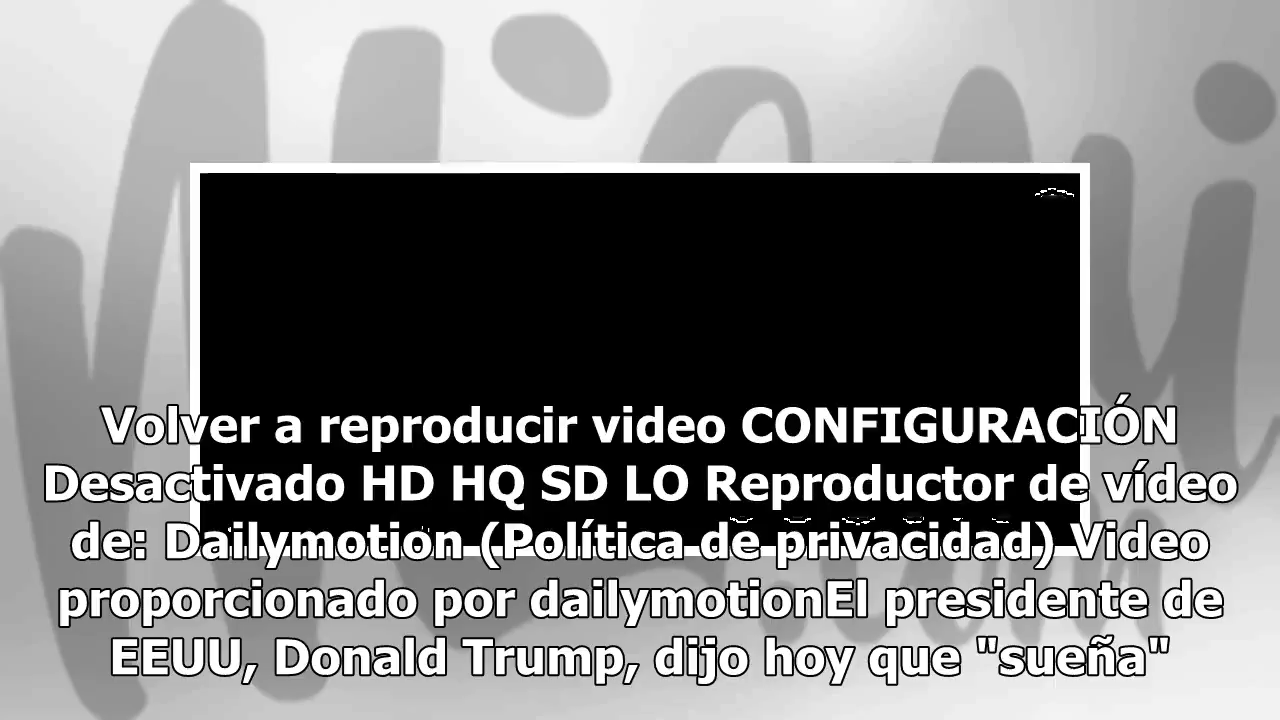 Volver a reproducir video CONFIGURACIÓN
Desactivado HD HQ SD LO Reproductor de vídeo
de: Dailymotion (Política de privacidad) Video
proporcionado por dailymotionEl presidente de
EEUU, Donald Trump, dijo hoy que "sueña"